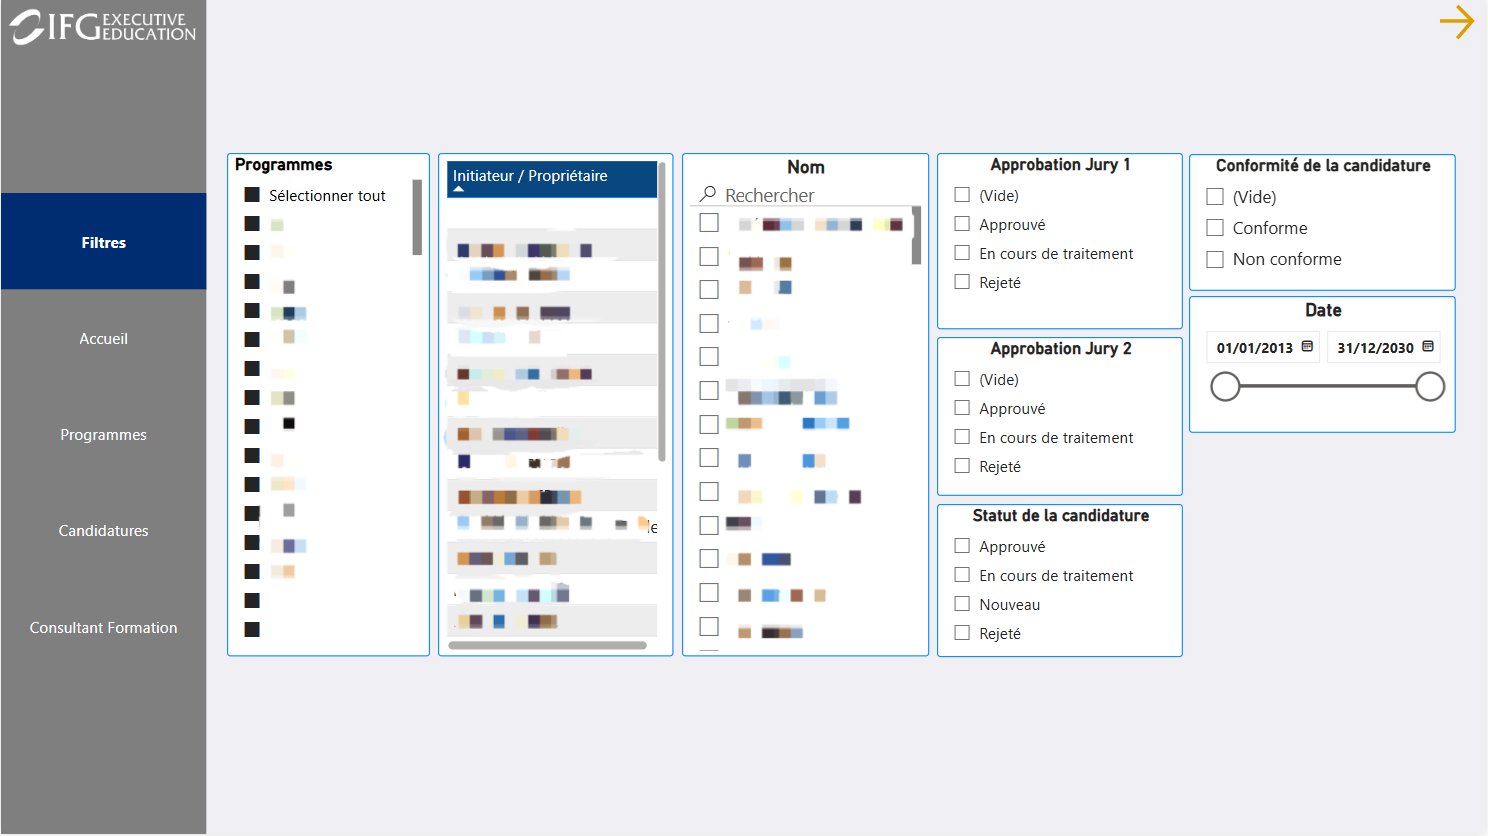 IFG EXECUTIVE
EDUCATION
Filtres
Accueil
Programmes
Candidatures
Consultant Formation
Programmes
Sélectionner tout
Initiateur / Propriétaire
Nom
Rechercher
Approbation Jury 1
(Vide)
Approuvé
En cours de traitement
Rejeté
Approbation Jury 2
(Vide)
Approuvé
En cours de traitement
Rejeté
Statut de la candidature
Approuvé
En cours de traitement
Nouveau
Rejeté
Conformité de la candidature
(Vide)
Conforme
Non conforme
Date
01/01/2013 31/12/2030